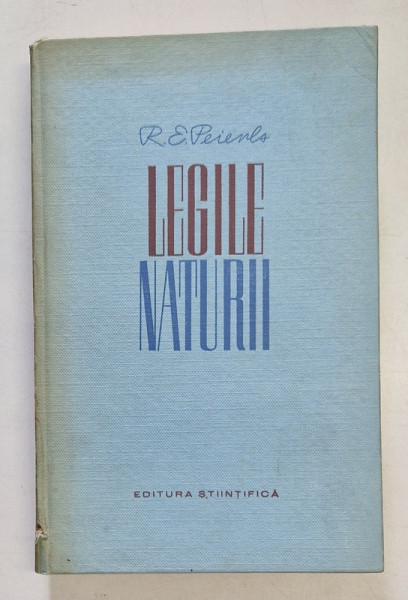 R. E. Peierls
LEGILE
NATURII
EDITURA ȘTIINȚIFICĂ